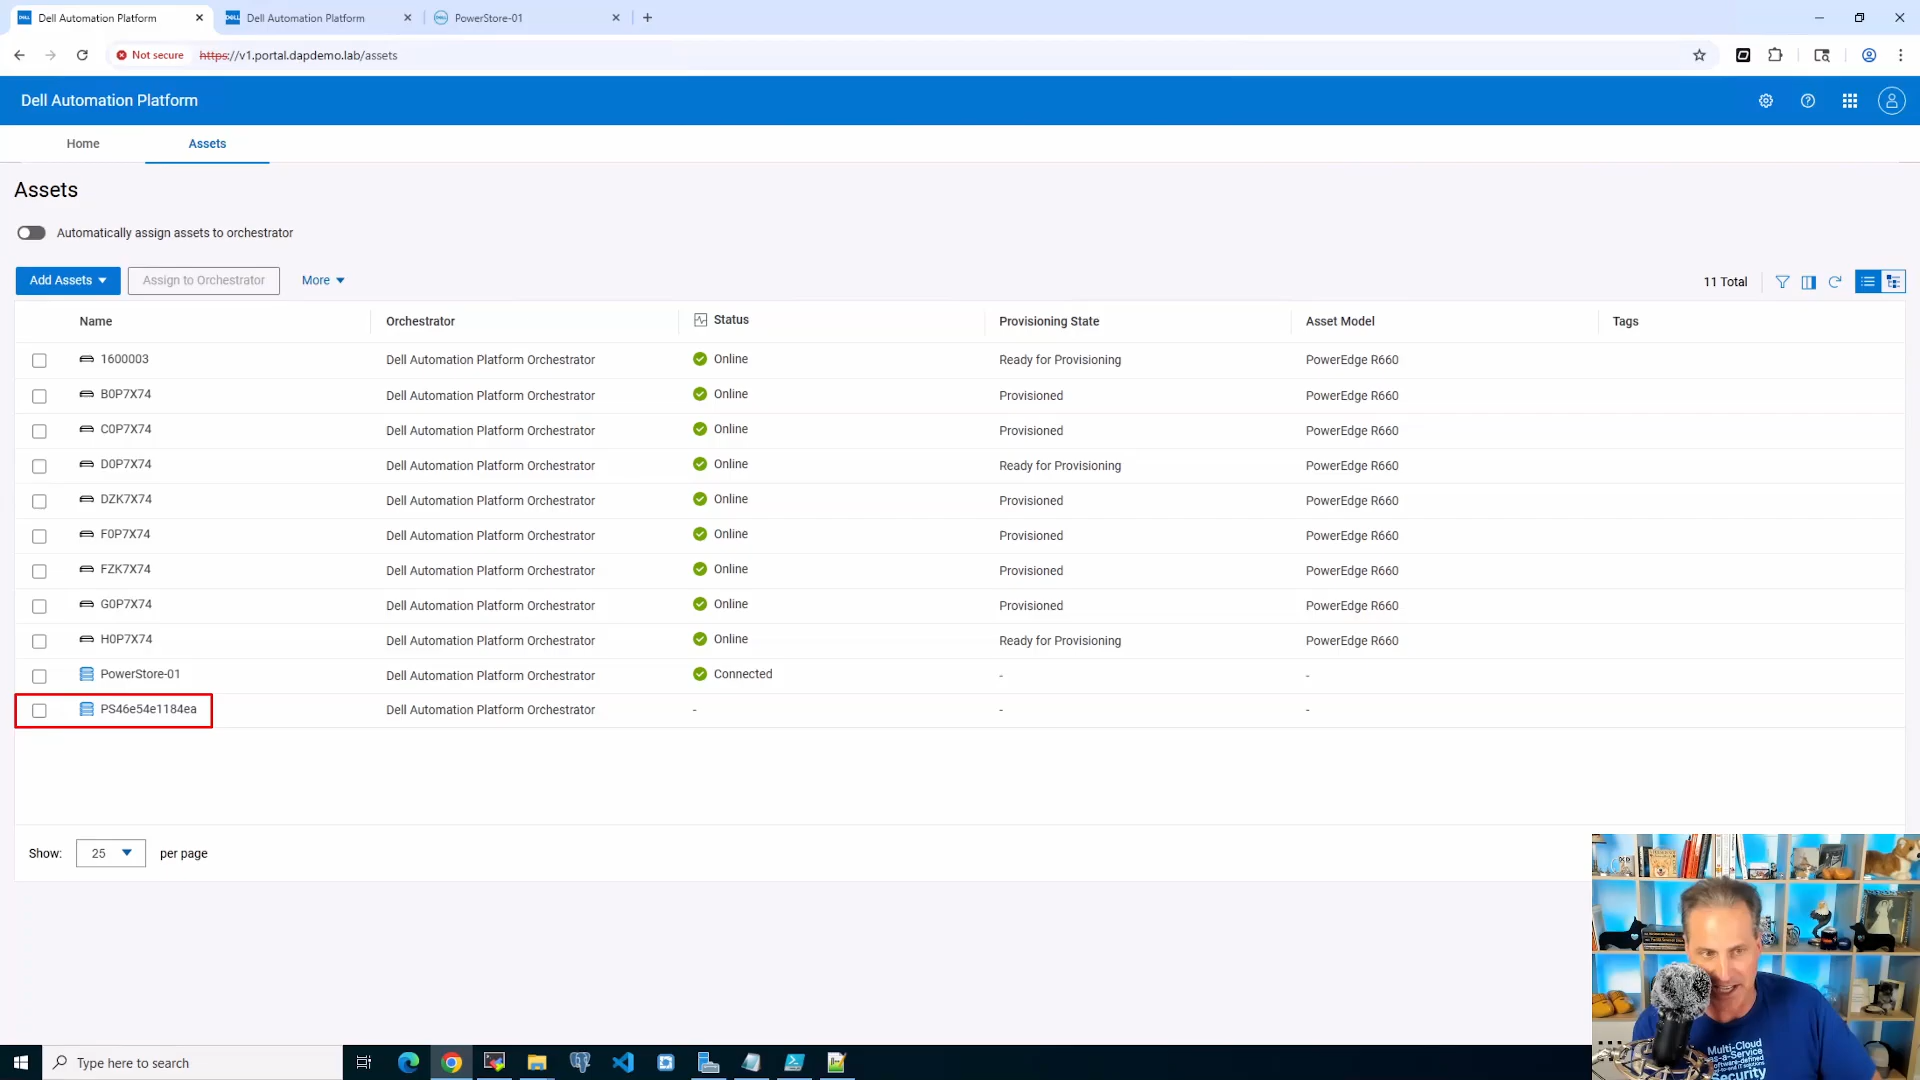 Dell Automation Platform
Dell Automation Platform
PowerStore-01
Not secure
https://v1.portal.dapdemo.lab/assets
Dell Automation Platform
Home
Assets
Assets
Automatically assign assets to orchestrator
Add Assets
Assign to Orchestrator
More
11 Total
Name Orchestrator Status Provisioning State Asset Model Tags
1600003 Dell Automation Platform Orchestrator Online Ready for Provisioning PowerEdge R660
B0P7X74 Dell Automation Platform Orchestrator Online Provisioned PowerEdge R660
C0P7X74 Dell Automation Platform Orchestrator Online Provisioned PowerEdge R660
D0P7X74 Dell Automation Platform Orchestrator Online Ready for Provisioning PowerEdge R660
DZK7X74 Dell Automation Platform Orchestrator Online Provisioned PowerEdge R660
F0P7X74 Dell Automation Platform Orchestrator Online Provisioned PowerEdge R660
FZK7X74 Dell Automation Platform Orchestrator Online Provisioned PowerEdge R660
G0P7X74 Dell Automation Platform Orchestrator Online Provisioned PowerEdge R660
H0P7X74 Dell Automation Platform Orchestrator Online Ready for Provisioning PowerEdge R660
PowerStore-01 Dell Automation Platform Orchestrator Connected - -
PS46e54e1184ea Dell Automation Platform Orchestrator - - -
Show: 25 per page
Multi-Cloud
as-a-Service
Software-defined
Security
Type here to search